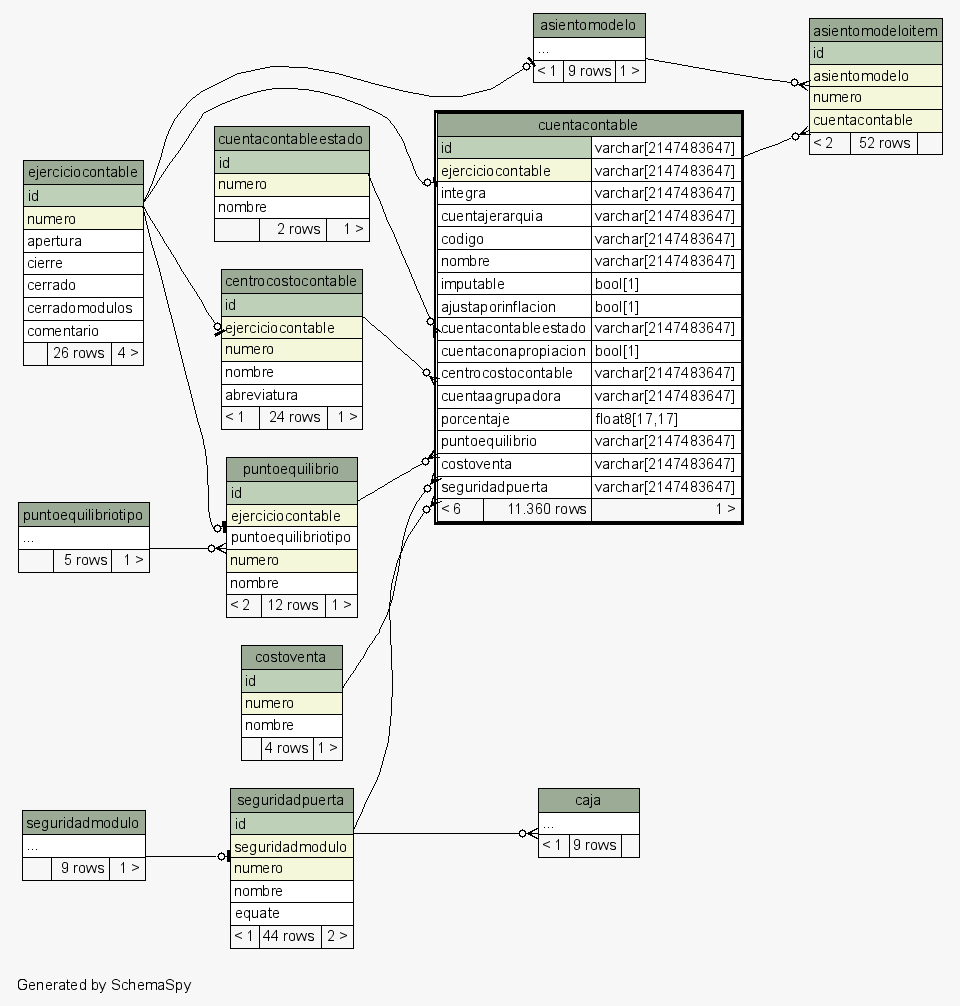 asientomodelo
...
< 1 9 rows 1 >
asientomodeloitem
id
asientomodelo
numero
cuentacontable
< 2 52 rows
cuentacontable
id varchar[2147483647]
ejerciciocontable varchar[2147483647]
integra varchar[2147483647]
cuentajerarquia varchar[2147483647]
codigo varchar[2147483647]
nombre varchar[2147483647]
imputable bool[1]
ajustaporinflacion bool[1]
cuentacontableestado varchar[2147483647]
cuentaconapropiacion bool[1]
centrocostocontable varchar[2147483647]
cuentaagrupadora varchar[2147483647]
porcentaje float8[17,17]
puntoequilibrio varchar[2147483647]
costoventa varchar[2147483647]
seguridadpuerta varchar[2147483647]
< 6 11.360 rows 1 >
cuentacontableestado
id
numero
nombre
2 rows 1 >
ejerciciocontable
id
numero
apertura
cierre
cerrado
cerradomodulos
comentario
26 rows 4 >
centrocostocontable
id
ejerciciocontable
numero
nombre
abreviatura
< 1 24 rows 1 >
puntoequilibrio
id
ejerciciocontable
puntoequilibriotipo
numero
nombre
< 2 12 rows 1 >
puntoequilibriotipo
...
5 rows 1 >
costoventa
id
numero
nombre
4 rows 1 >
seguridadpuerta
id
seguridadmodulo
numero
nombre
equate
< 1 44 rows 2 >
seguridadmodulo
...
9 rows 1 >
caja
...
< 1 9 rows
Generated by SchemaSpy